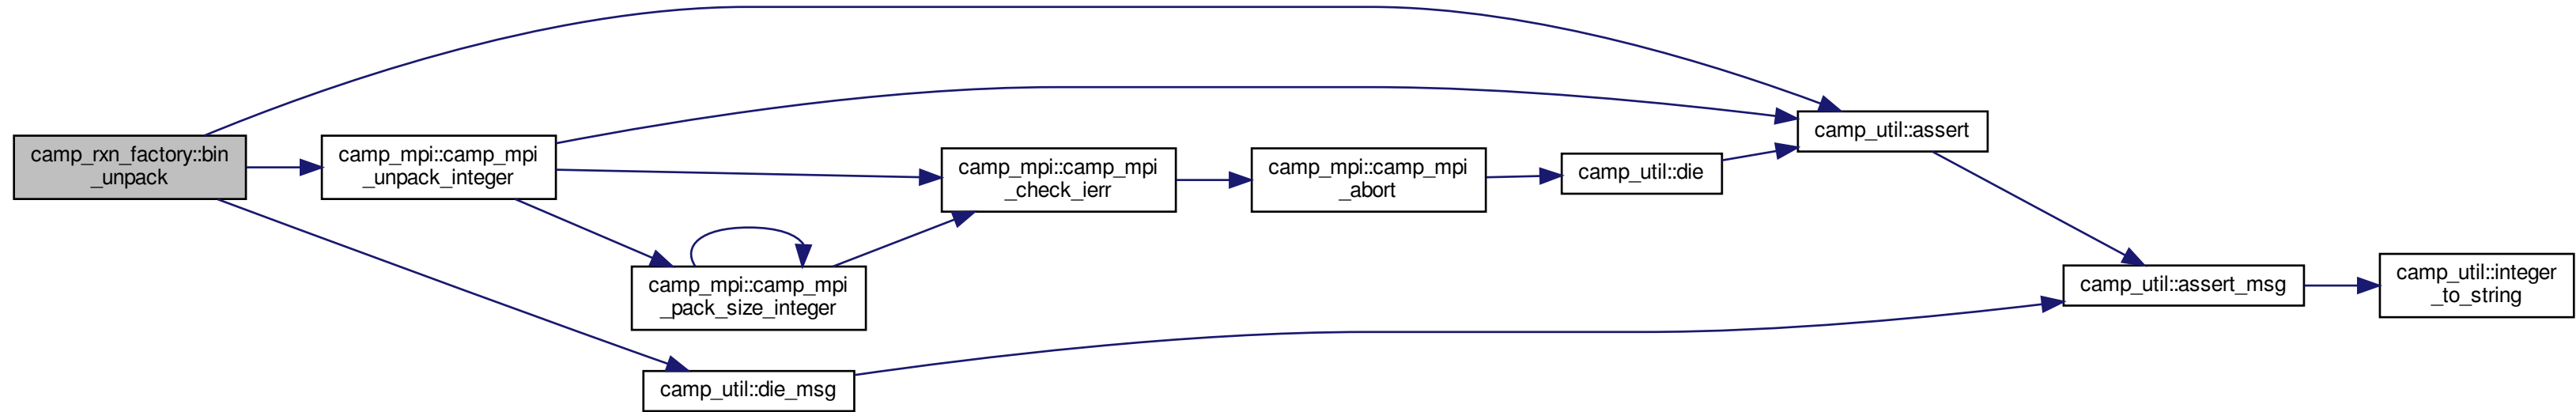 camp_rxn_factory::bin
_unpack
camp_mpi::camp_mpi
_unpack_integer
camp_mpi::camp_mpi
_pack_size_integer
camp_util::die_msg
camp_mpi::camp_mpi
_check_ierr
camp_mpi::camp_mpi
_abort
camp_util::die
camp_util::assert
camp_util::assert_msg
camp_util::integer
_to_string